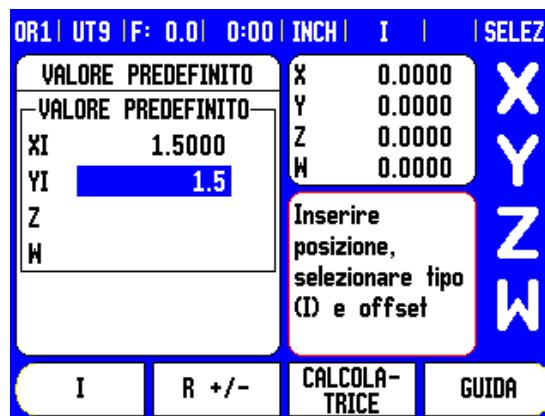 OR1 | UT9 | F: 0.0 | 0:00 | INCH | I | | SELEZ
VALORE PREDEFINITO
VALORE PREDEFINITO
XI 1.5000
YI 1.5
Z
W
X 0.0000
Y 0.0000
Z 0.0000
W 0.0000
Inserire
posizione,
selezionare tipo
(I) e offset
X
Y
Z
W
I
R +/-
CALCOLA-
TRICE
GUIDA